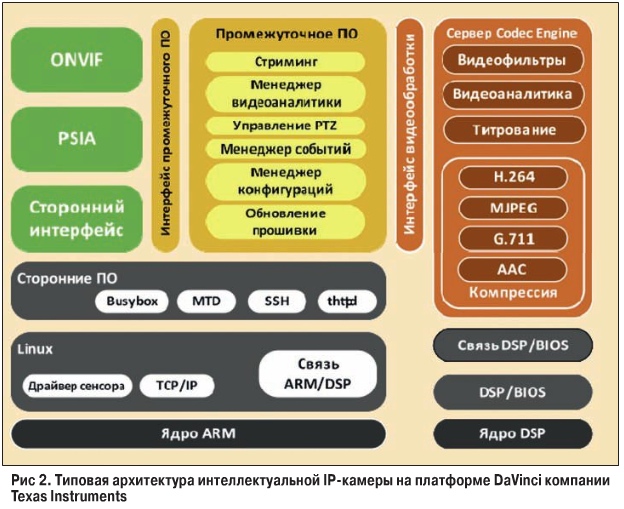 ONVIF
PSIA
Сторонний
интерфейс
Интерфейс промежуточного ПО
Промежуточное ПО
Стриминг
Менеджер
видеоаналитики
Управление PTZ
Менеджер событий
Менеджер
конфигураций
Обновление
прошивки
Интерфейс видеообработки
Сервер Codec Engine
Видеофильтры
Видеоаналитика
Титрование
H.264
MJPEG
G.711
AAC
Компрессия
Сторонние ПО
Busybox
MTD
SSH
thttpd
Linux
Драйвер сенсора
TCP/IP
Связь
ARM/DSP
Ядро ARM
Связь DSP/BIOS
DSP/BIOS
Ядро DSP
Рис 2. Типовая архитектура интеллектуальной IP-камеры на платформе DaVinci компании
Texas Instruments